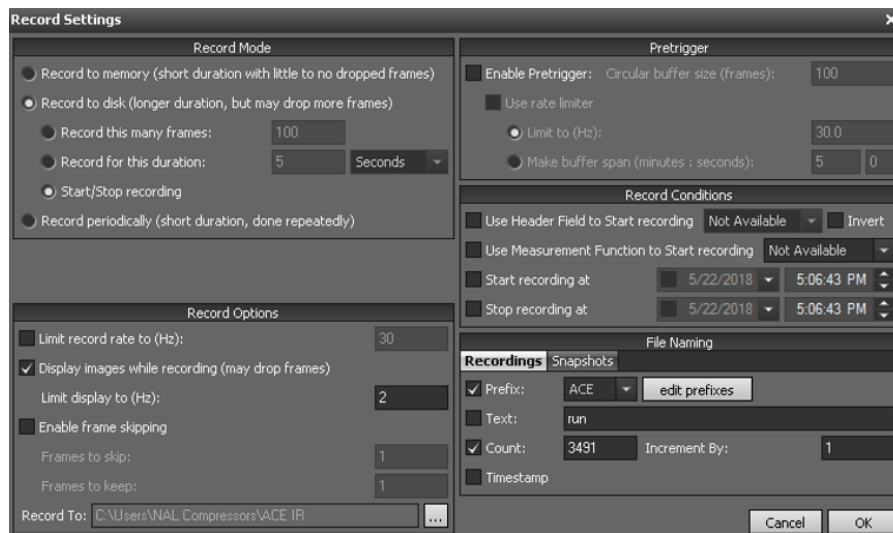 Record Settings
Record Mode
Record to memory (short duration with little to no dropped frames)
Record to disk (longer duration, but may drop more frames)
Record this many frames: 100
Record for this duration: 5 Seconds
Start/Stop recording
Record periodically (short duration, done repeatedly)
Record Options
Limit record rate to (Hz): 30
Display images while recording (may drop frames)
Limit display to (Hz): 2
Enable frame skipping
Frames to skip: 1
Frames to keep: 1
Record To: C:\Users\NAL Compressors\ACE IR ...
Pretrigger
Enable Pretrigger: Circular buffer size (frames): 100
Use rate limiter
Limit to (Hz): 30.0
Make buffer span (minutes : seconds): 5 0
Record Conditions
Use Header Field to Start recording Not Available Invert
Use Measurement Function to Start recording Not Available
Start recording at 5/22/2018 5:06:43 PM
Stop recording at 5/22/2018 5:06:43 PM
File Naming
Recordings Snapshots
Prefix: ACE edit prefixes
Text: run
Count: 3491 Increment By: 1
Timestamp
Cancel OK